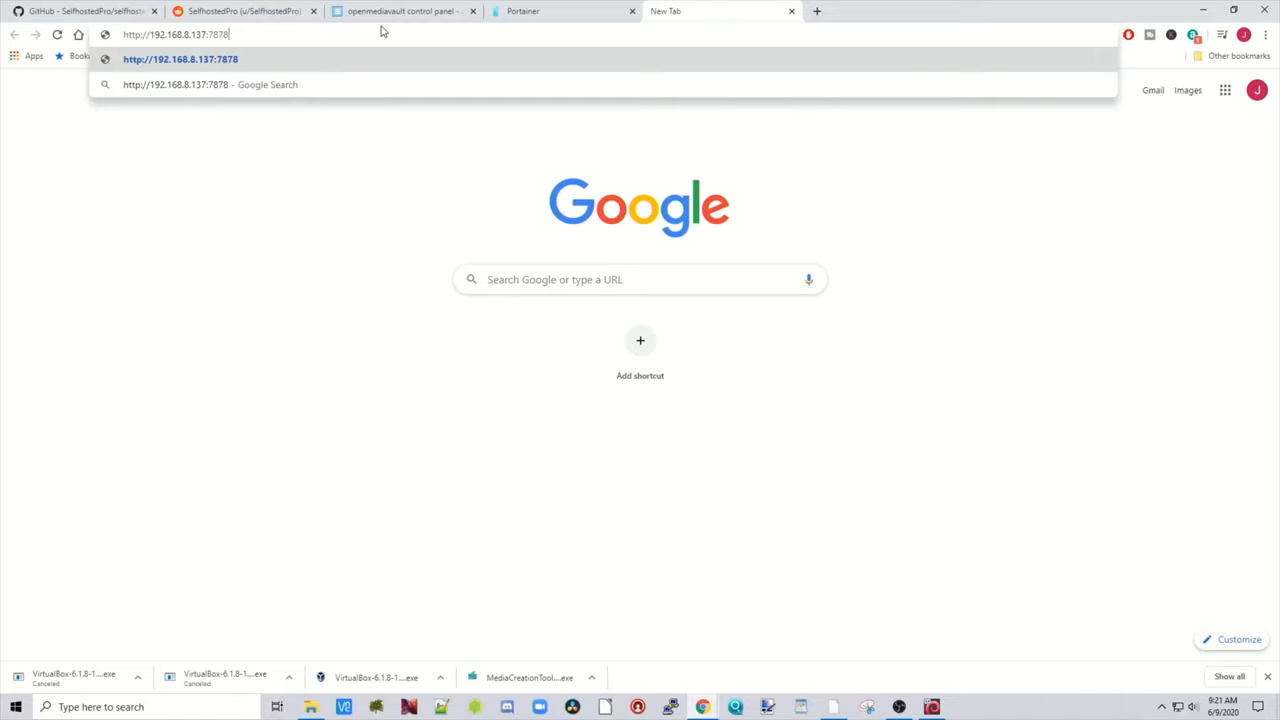 GitHub - SelfhostedPro/selfhoste
SelfhostedPro (u/SelfhostedPro)
openmediavault control panel -
Portainer
New Tab
http://192.168.8.137:7878
Apps
Book
http://192.168.8.137:7878
http://192.168.8.137:7878 - Google Search
Other bookmarks
Gmail
Images
J
Google
Search Google or type a URL
Add shortcut
Customize
VirtualBox-6.1.8-1....exe
Canceled
VirtualBox-6.1.8-1....exe
Canceled
VirtualBox-6.1.8-1....exe
MediaCreationTool....exe
Show all
Type here to search
9:21 AM
6/9/2020